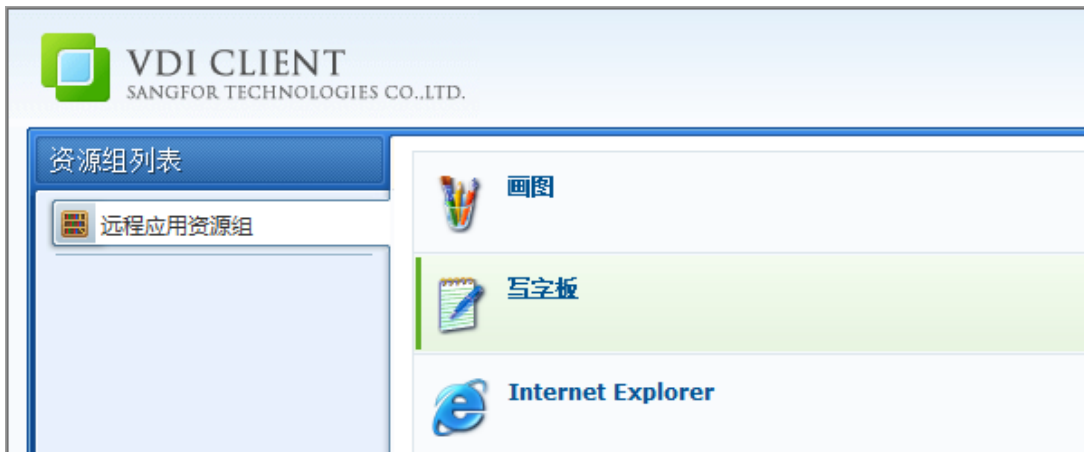 VDI CLIENT
SANGFOR TECHNOLOGIES CO.,LTD.
资源组列表
远程应用资源组
画图
写字板
Internet Explorer